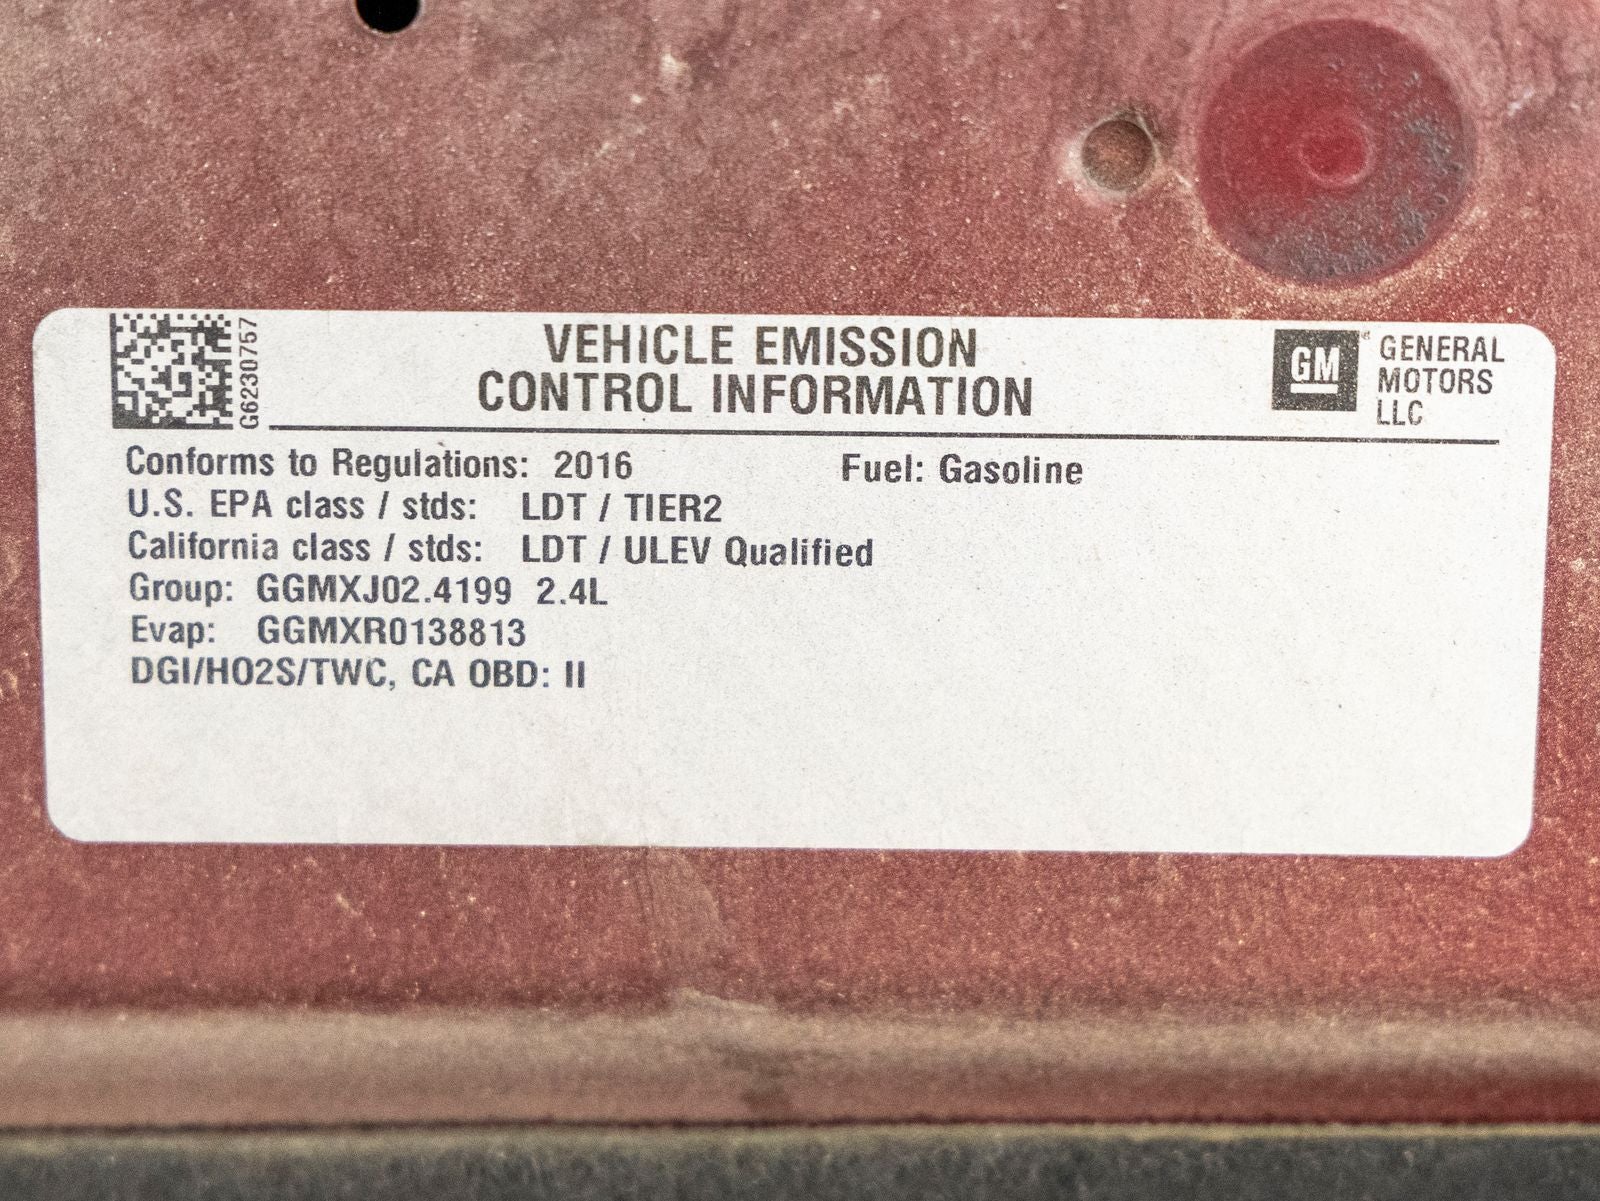 G6230757
VEHICLE EMISSION
CONTROL INFORMATION
GM
GENERAL
MOTORS
LLC
Conforms to Regulations: 2016 Fuel: Gasoline
U.S. EPA class / stds: LDT / TIER2
California class / stds: LDT / ULEV Qualified
Group: GGMXJ02.4199 2.4L
Evap: GGMXR0138813
DGI/HO2S/TWC, CA OBD: II